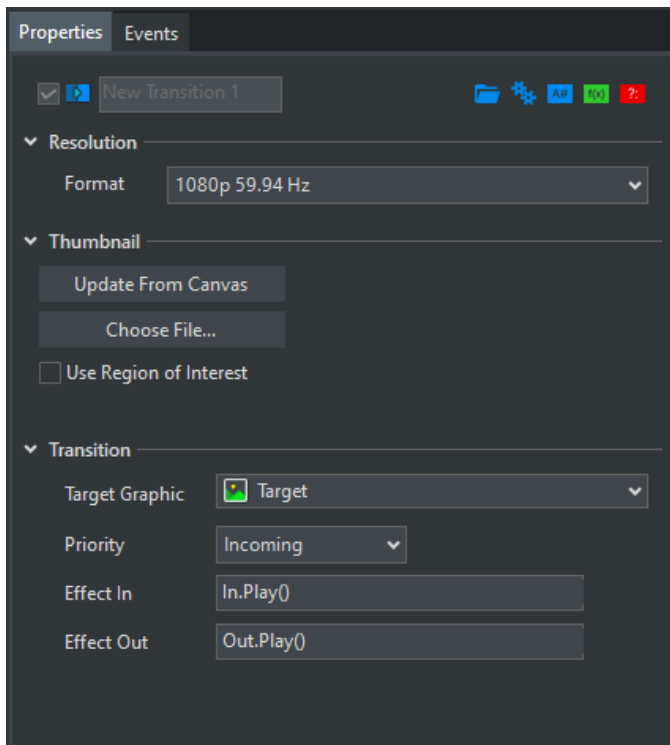 Properties Events
New Transition 1 A# f(x) ?:
Resolution
Format 1080p 59.94 Hz
Thumbnail
Update From Canvas
Choose File...
Use Region of Interest
Transition
Target Graphic Target
Priority Incoming
Effect In In.Play()
Effect Out Out.Play()